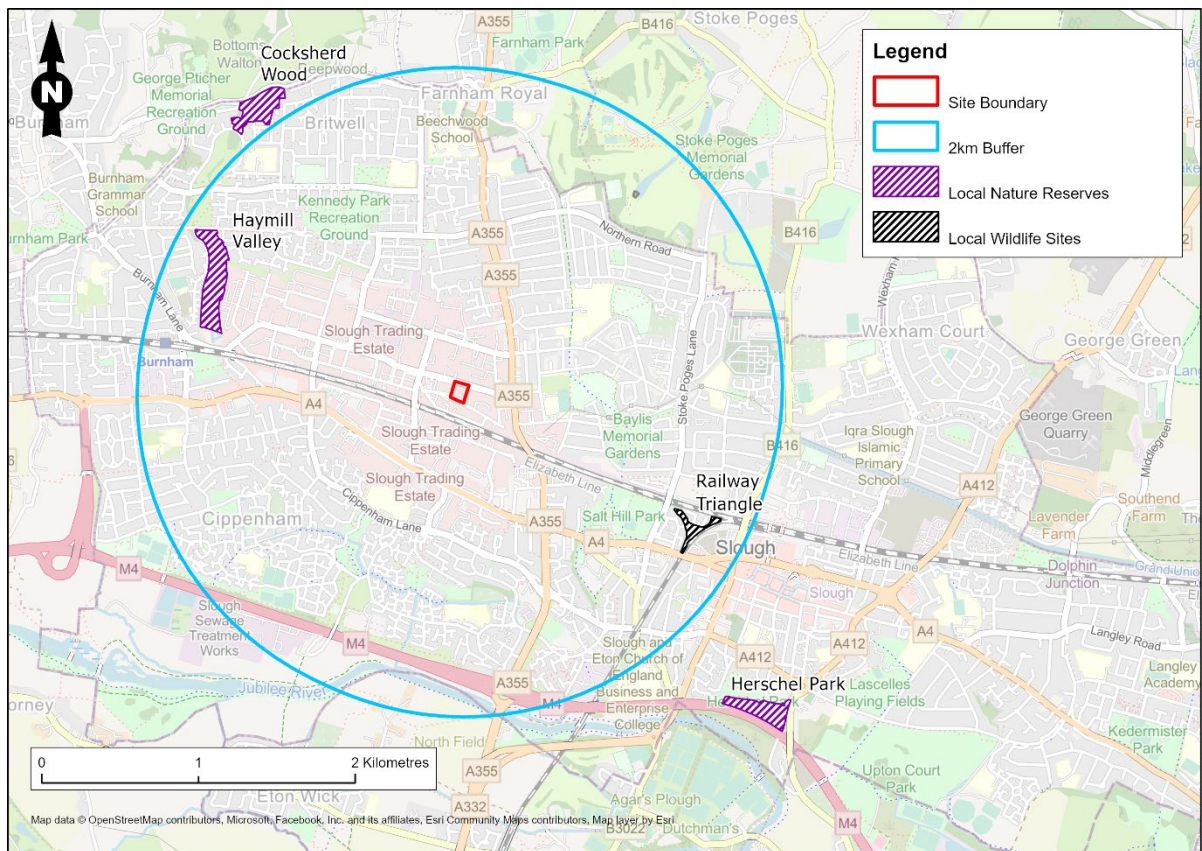 N
Bottoms
Walton
Cocksherd
Wood
George Pticher
Memorial
Recreation
Ground
Britwell
A355
Farnham Park
Farnham Royal
Beechwood
School
B416
Stoke Poges
Stoke Poges
Memorial
Gardens
Legend
Site Boundary
2km Buffer
Local Nature Reserves
Local Wildlife Sites
Burnham
Grammar
School
Haymill
Valley
Kennedy Park
Recreation
Ground
A355
Northern Road
B416
A412
Burnham Lane
Burnham
Slough Trading
Estate
A355
Stoke Poges Lane
Wexham Court
George Green
A4
A355
Slough Trading
Estate
Baylis
Memorial
Gardens
B416
Iqra Slough
Islamic
Primary
School
George Green
Quarry
Middlegreen
Slough Trading
Estate
Elizabeth Line
Cippenham Lane
Cippenham
A355
Salt Hill Park
A4
Railway
Triangle
Slough
A412
Lavender
Farm
Southend
Farm
Elizabeth Line
Dolphin
Junction
M4
Slough
Sewage
Treatment
Works
M4
Slough
A4
Langley Road
Jubilee River
A355
M4
Slough and
Eton Church of
England
Business and
Enterprise
College
A412
Herschel Park
Lascelles
Playing Fields
Langley
Academy
North Field
A355
Kedermister
Park
0 1 2 Kilometres
Eton Wick
A332
Agar's Plough
B3022
Dutchman's
Upton Court
Park
M4
Map data © OpenStreetMap contributors, Microsoft, Facebook, Inc. and its affiliates, Esri Community Maps contributors, Map layer by Esri